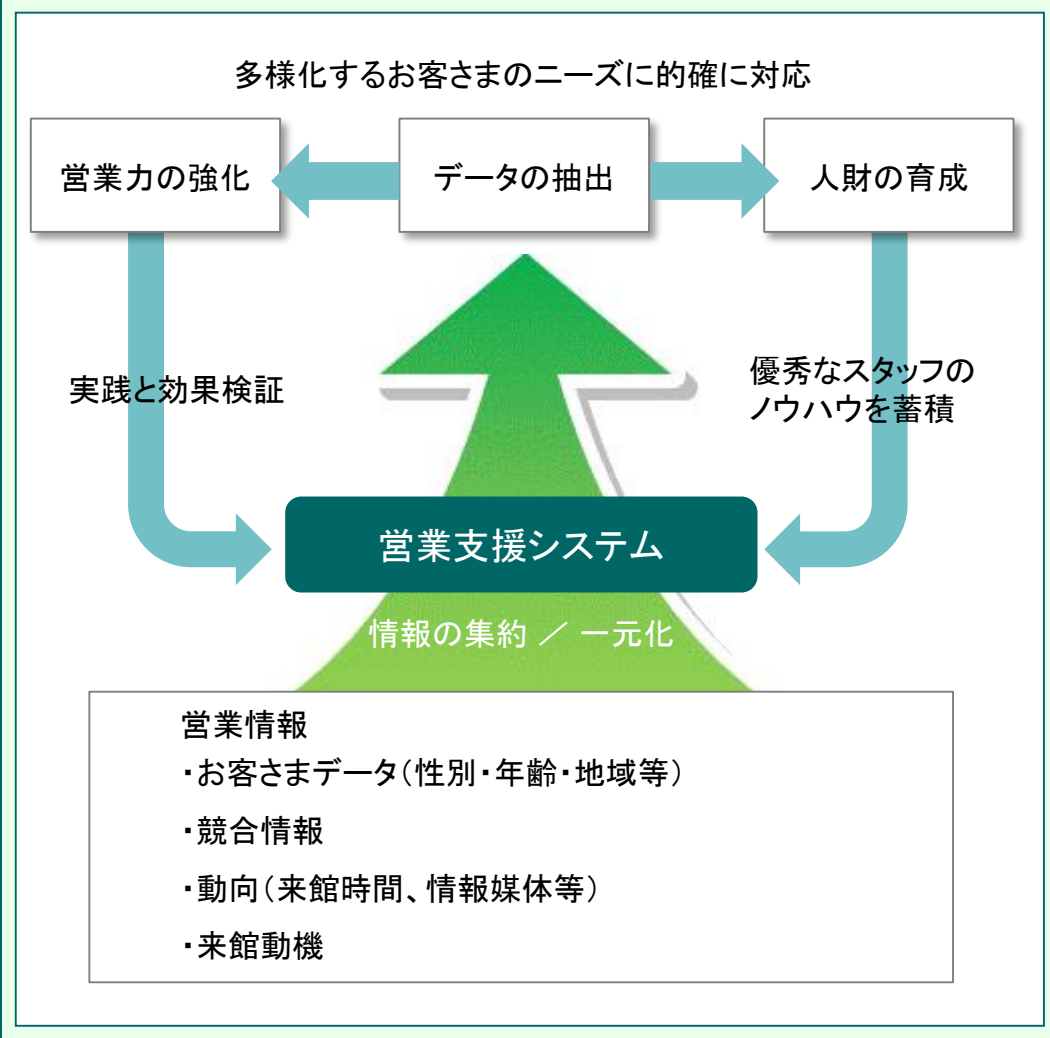 多様化するお客さまのニーズに的確に対応
営業力の強化
データの抽出
人財の育成
実践と効果検証
優秀なスタッフの
ノウハウを蓄積
営業支援システム
情報の集約 ／ 一元化
営業情報
・お客さまデータ（性別・年齢・地域等）
・競合情報
・動向（来館時間、情報媒体等）
・来館動機